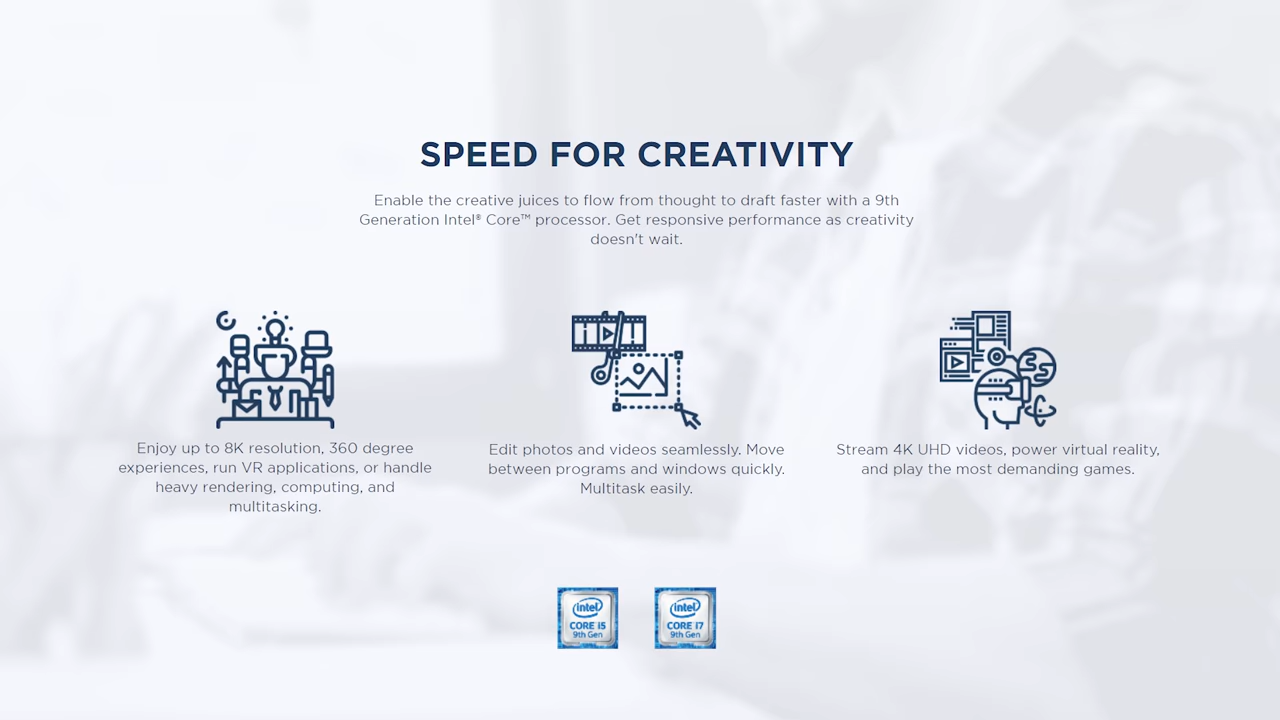 SPEED FOR CREATIVITY
Enable the creative juices to flow from thought to draft faster with a 9th
Generation Intel® Core™ processor. Get responsive performance as creativity
doesn't wait.
Enjoy up to 8K resolution, 360 degree
experiences, run VR applications, or handle
heavy rendering, computing, and
multitasking.
Edit photos and videos seamlessly. Move
between programs and windows quickly.
Multitask easily.
Stream 4K UHD videos, power virtual reality,
and play the most demanding games.
intel
CORE i5
9th Gen
intel
CORE i7
9th Gen